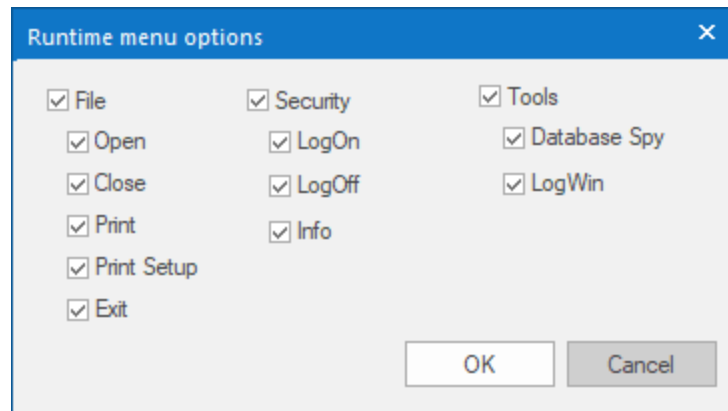 Runtime menu options
File
Open
Close
Print
Print Setup
Exit
Security
LogOn
LogOff
Info
Tools
Database Spy
LogWin
OK
Cancel